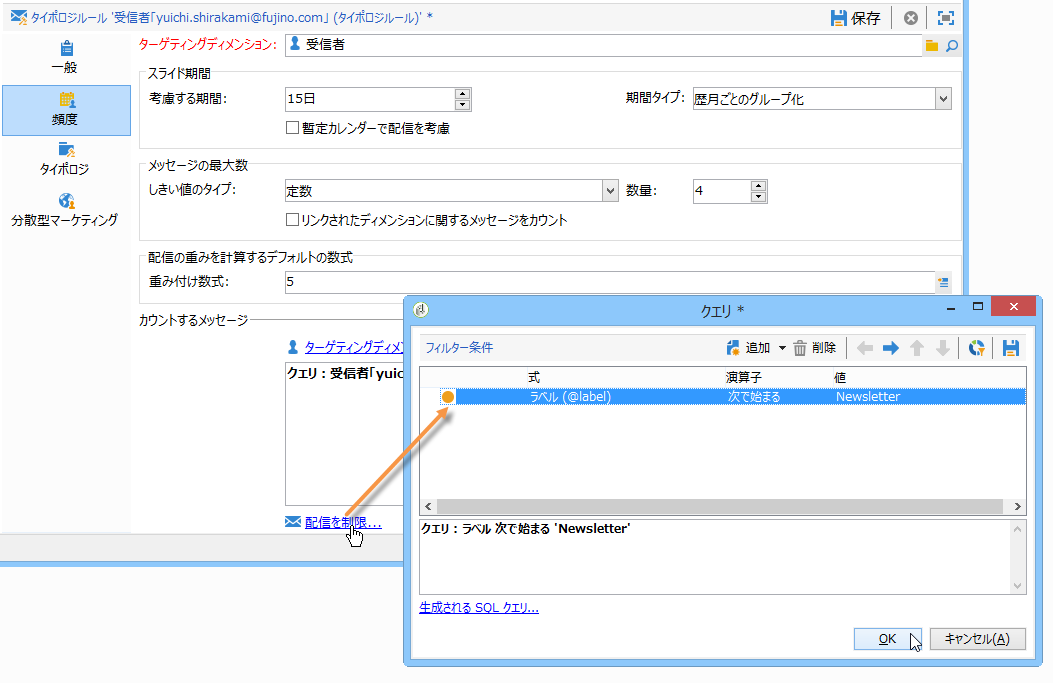 タイポロジルール '受信者「yuichi.shirakami@fujino.com」 (タイポロジルール)' *
保存
一般
頻度
タイポロジ
分散型マーケティング
ターゲティングディメンション:
受信者
スライド期間
考慮する期間:
15日
期間タイプ:
歴月ごとのグループ化
暫定カレンダーで配信を考慮
メッセージの最大数
しきい値のタイプ:
定数
数量:
4
リンクされたディメンションに関するメッセージをカウント
配信の重みを計算するデフォルトの数式
重み付け数式:
5
カウントするメッセージ
ターゲティングディメ
クエリ : 受信者「yuic
配信を制限...
クエリ *
フィルター条件
追加
削除
式 演算子 値
ラベル (@label) 次で始まる Newsletter
クエリ : ラベル 次で始まる 'Newsletter'
生成される SQL クエリ...
OK
キャンセル(A)